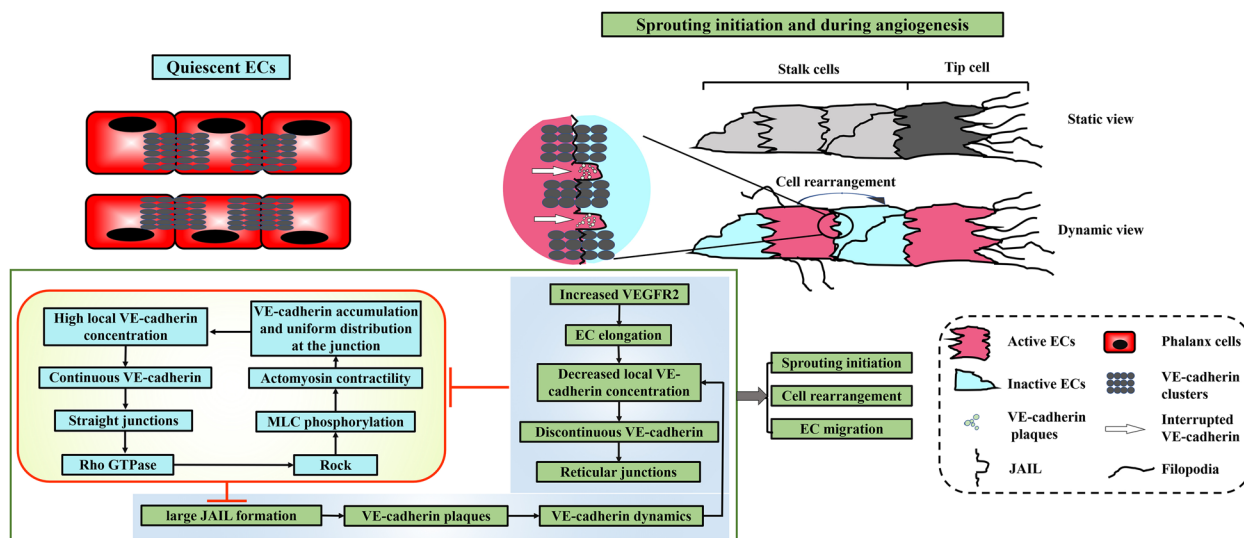 Sprouting initiation and during angiogenesis
Quiescent ECs
Stalk cells
Tip cell
Static view
Cell rearrangement
Dynamic view
High local VE-cadherin
concentration
Continuous VE-cadherin
Straight junctions
Rho GTPase
VE-cadherin accumulation
and uniform distribution
at the junction
Actomyosin contractility
MLC phosphorylation
Rock
Increased VEGFR2
EC elongation
Decreased local VE-
cadherin concentration
Discontinuous VE-cadherin
Reticular junctions
large JAIL formation
VE-cadherin plaques
VE-cadherin dynamics
Sprouting initiation
Cell rearrangement
EC migration
Active ECs
Phalanx cells
Inactive ECs
VE-cadherin
clusters
VE-cadherin
plaques
Interrupted
VE-cadherin
JAIL
Filopodia